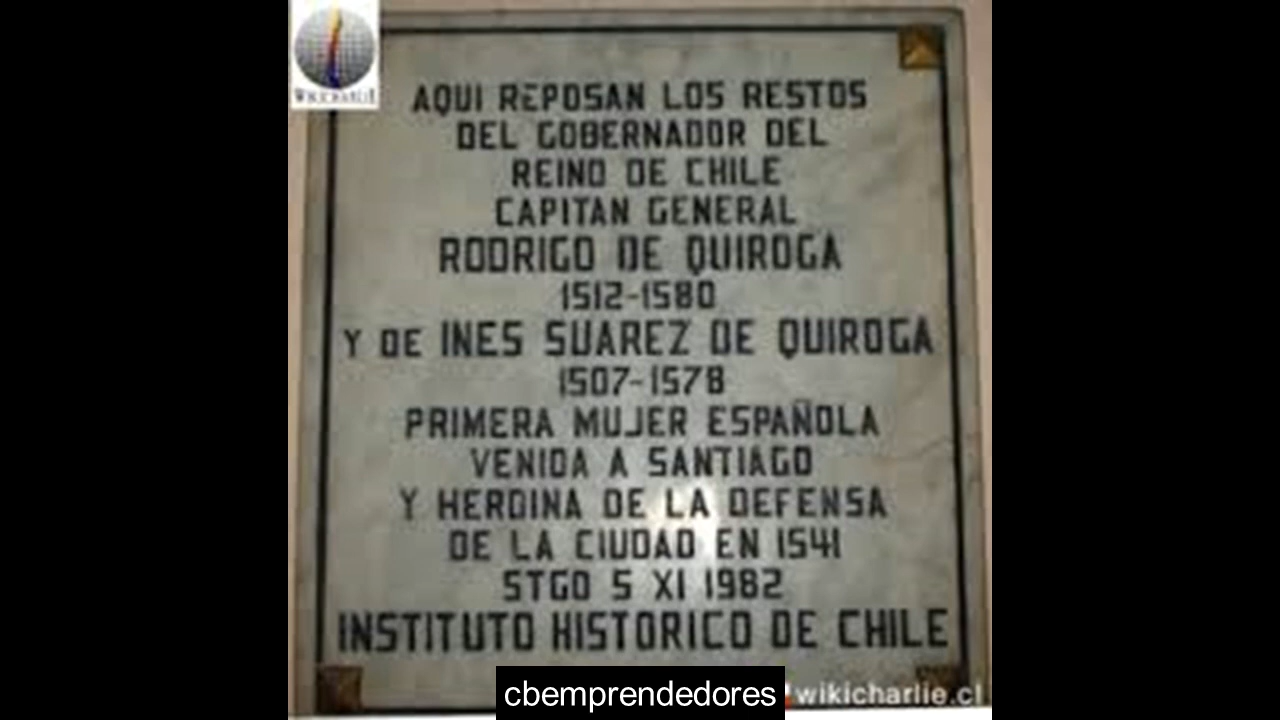 WIKICHARLIE
AQUI REPOSAN LOS RESTOS
DEL GOBERNADOR DEL
REINO DE CHILE
CAPITAN GENERAL
RODRIGO DE QUIROGA
1512-1580
Y DE INES SUAREZ DE QUIROGA
1507-1578
PRIMERA MUJER ESPAÑOLA
VENIDA A SANTIAGO
Y HEROINA DE LA DEFENSA
DE LA CIUDAD EN 1541
STGO 5 XI 1982
INSTITUTO HISTORICO DE CHILE
cbemprendedores
wikicharlie.cl